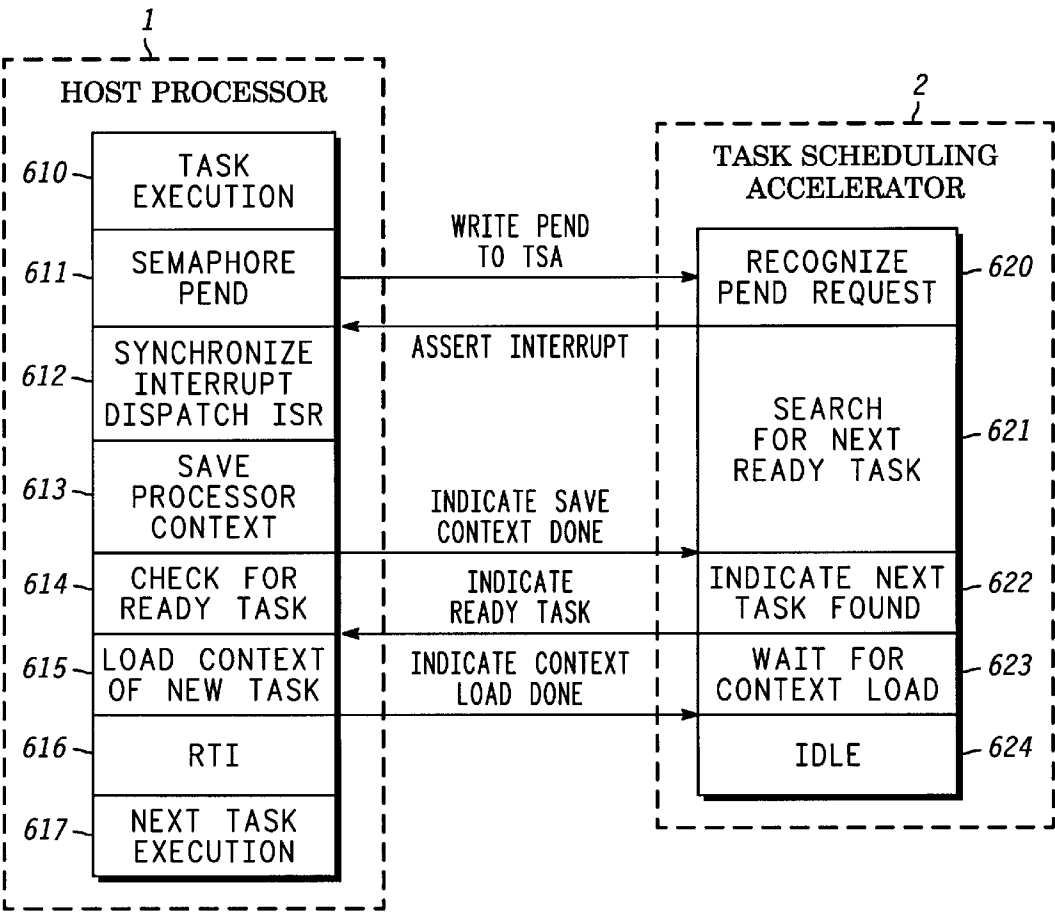 1
HOST PROCESSOR
610
TASK
EXECUTION
611
SEMAPHORE
PEND
612
SYNCHRONIZE
INTERRUPT
DISPATCH ISR
613
SAVE
PROCESSOR
CONTEXT
614
CHECK FOR
READY TASK
615
LOAD CONTEXT
OF NEW TASK
616
RTI
617
NEXT TASK
EXECUTION
WRITE PEND
TO TSA
ASSERT INTERRUPT
INDICATE SAVE
CONTEXT DONE
INDICATE
READY TASK
INDICATE CONTEXT
LOAD DONE
2
TASK SCHEDULING
ACCELERATOR
RECOGNIZE
PEND REQUEST
620
SEARCH
FOR NEXT
READY TASK
621
INDICATE NEXT
TASK FOUND
622
WAIT FOR
CONTEXT LOAD
623
IDLE
624